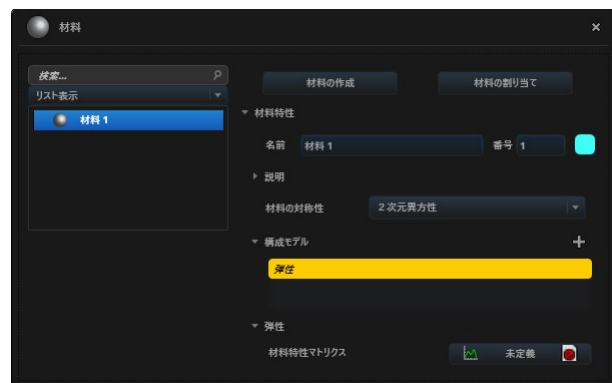 材料
検索...
リスト表示
材料 1
材料の作成
材料の割り当て
材料特性
名前 材料 1 番号 1
説明
材料の対称性 2次元異方性
構成モデル
弾性
弾性
材料特性マトリクス 未定義